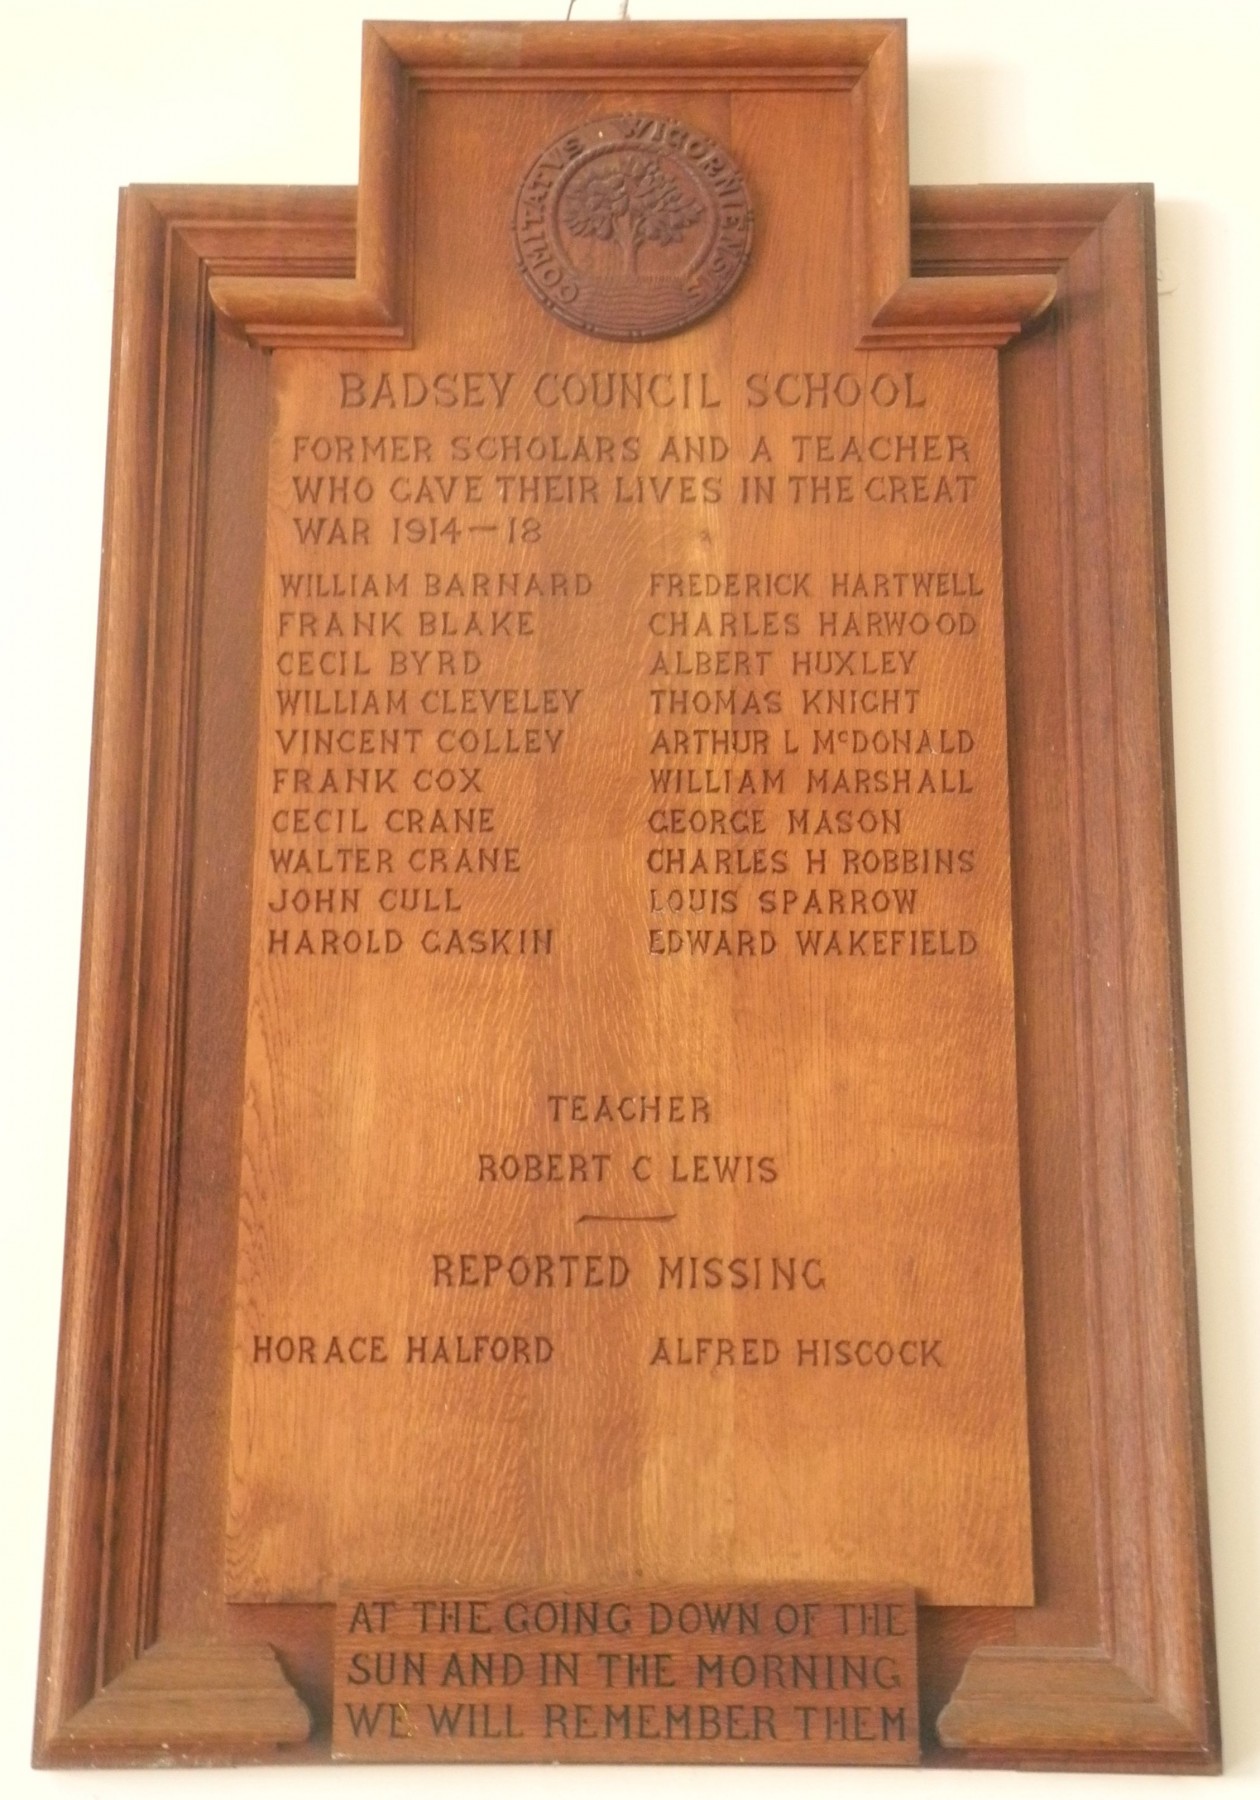 COMITATVS WIGORNIENSIS
BADSEY COUNCIL SCHOOL
FORMER SCHOLARS AND A TEACHER
WHO GAVE THEIR LIVES IN THE GREAT
WAR 1914-18
WILLIAM BARNARD
FRANK BLAKE
CECIL BYRD
WILLIAM CLEVELEY
VINCENT COLLEY
FRANK COX
CECIL CRANE
WALTER CRANE
JOHN CULL
HAROLD GASKIN
FREDERICK HARTWELL
CHARLES HARWOOD
ALBERT HUXLEY
THOMAS KNIGHT
ARTHUR L McDONALD
WILLIAM MARSHALL
GEORGE MASON
CHARLES H ROBBINS
LOUIS SPARROW
EDWARD WAKEFIELD
TEACHER
ROBERT C LEWIS
REPORTED MISSING
HORACE HALFORD
ALFRED HISCOCK
AT THE GOING DOWN OF THE
SUN AND IN THE MORNING
WE WILL REMEMBER THEM